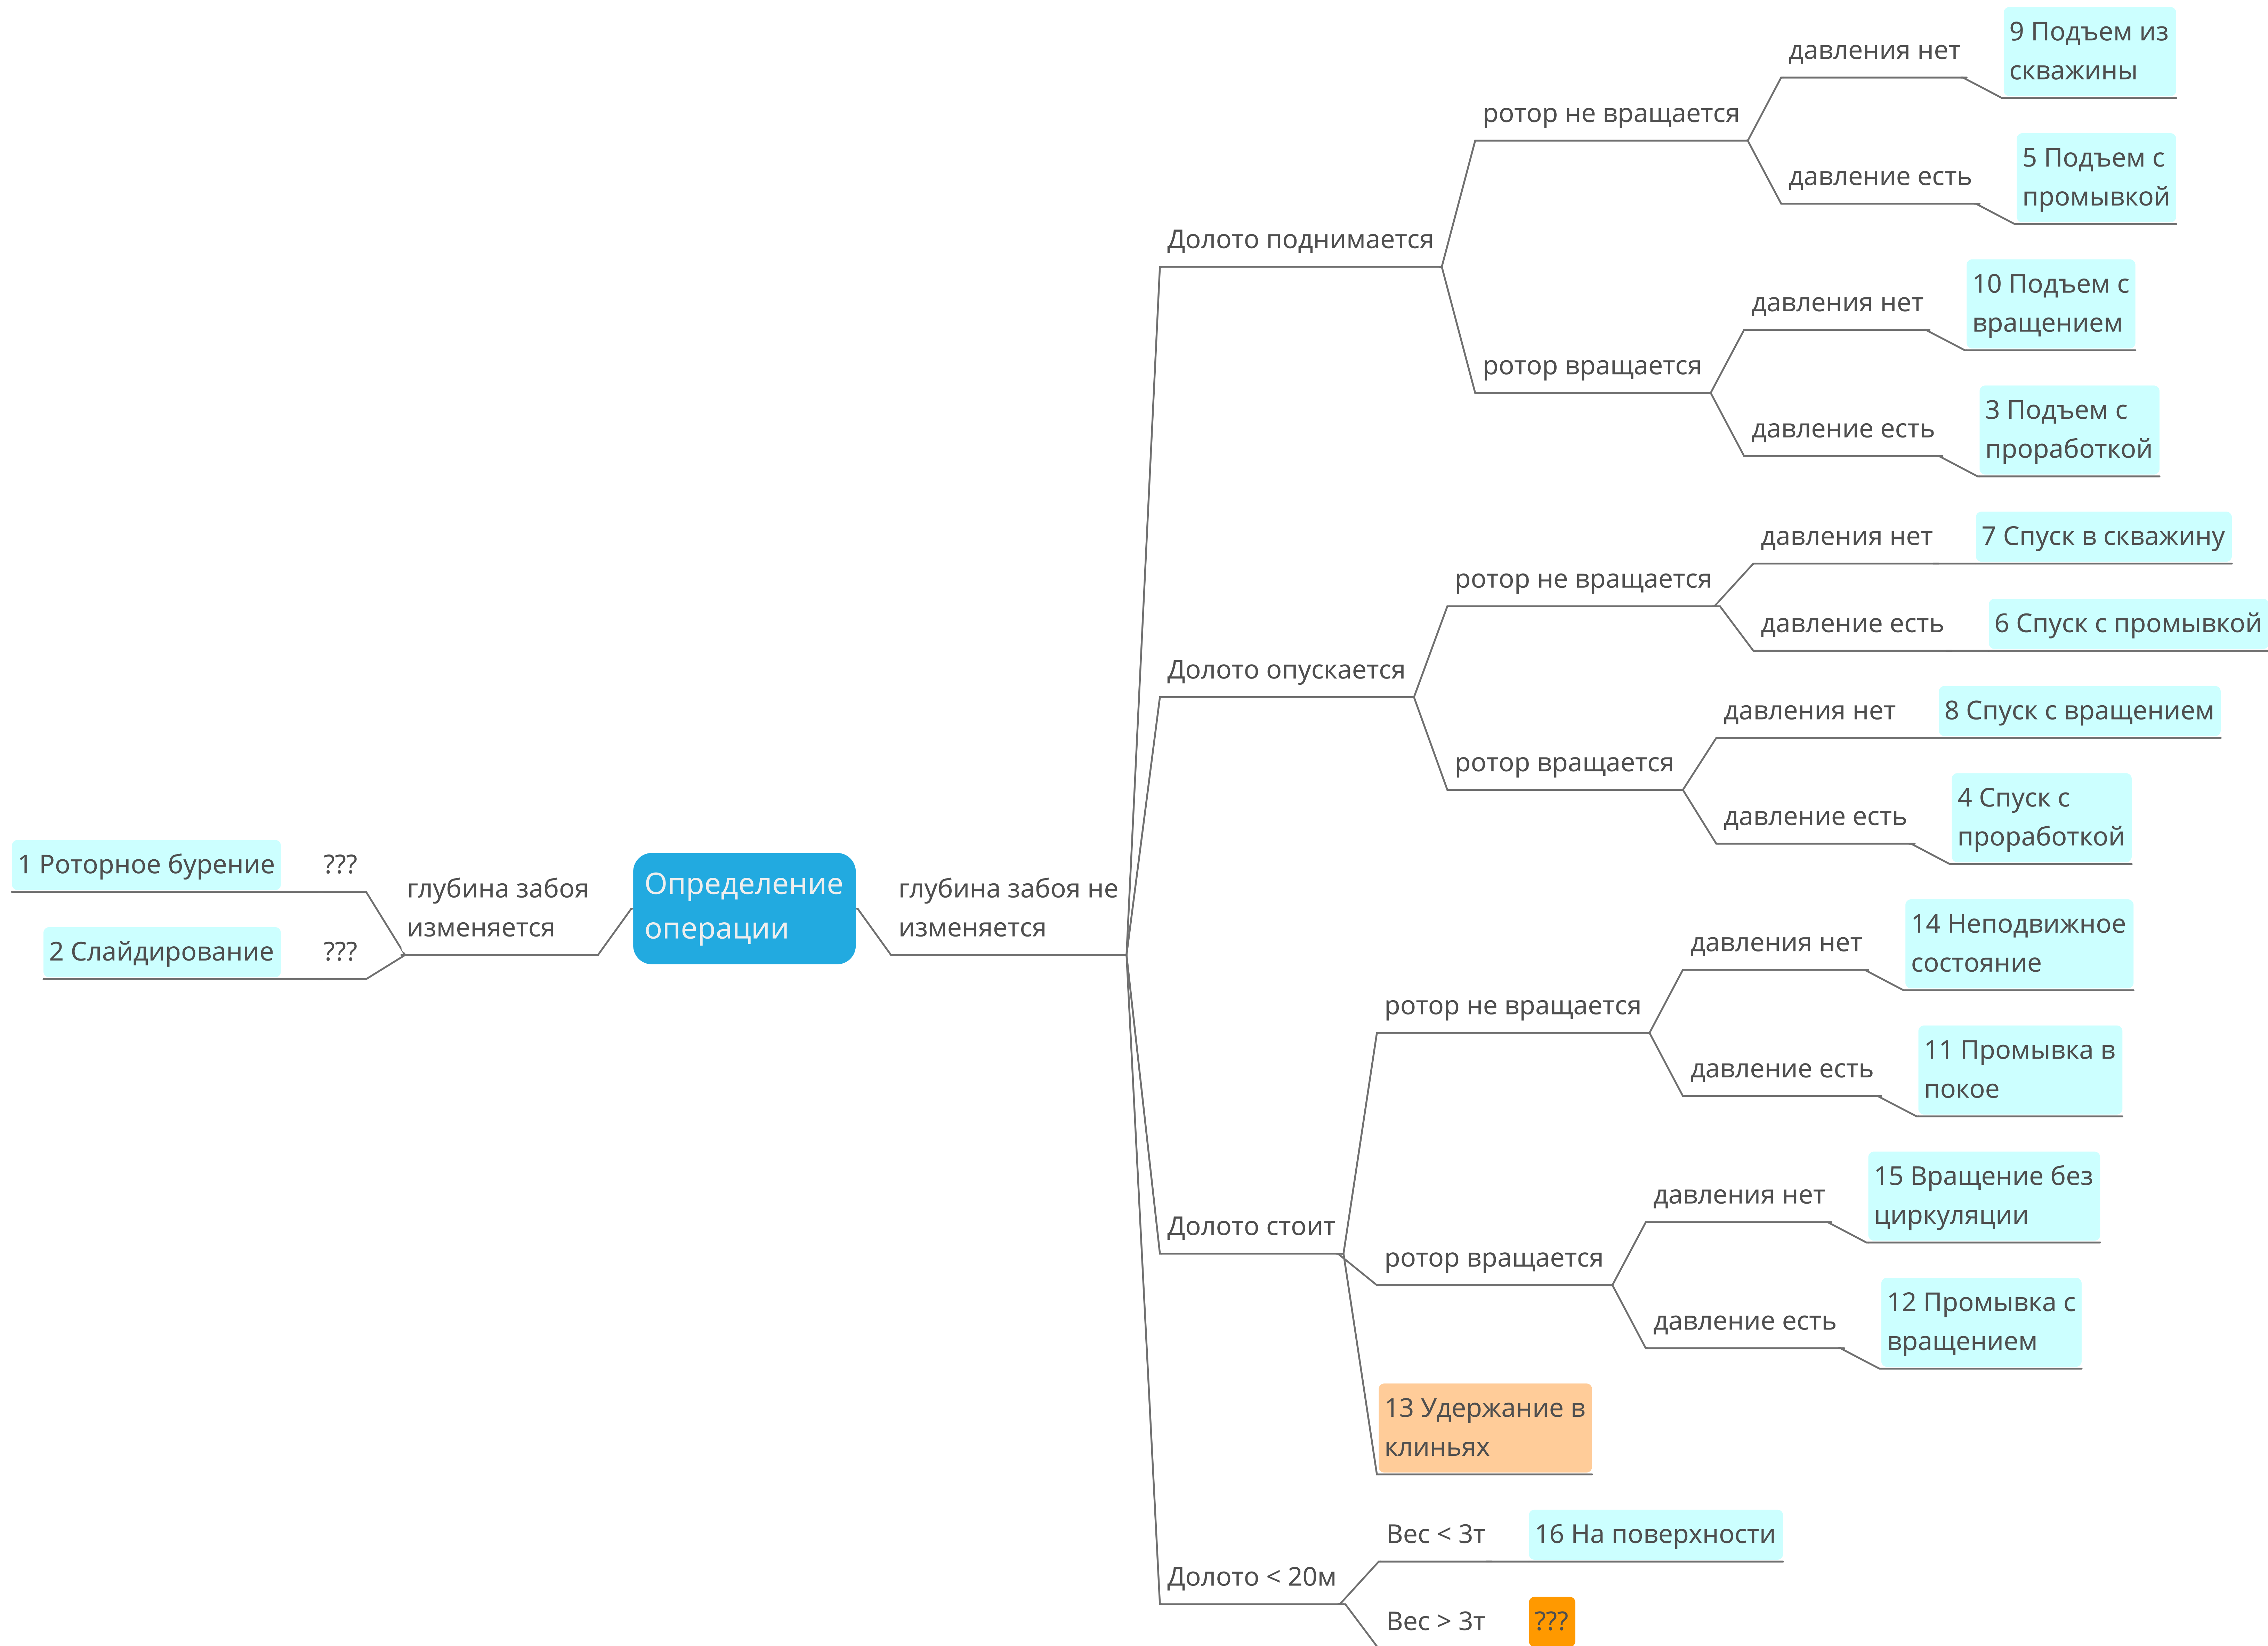 Определение
операции
глубина забоя
изменяется
???
1 Роторное бурение
???
2 Слайдирование
глубина забоя не
изменяется
Долото поднимается
ротор не вращается
давления нет
9 Подъем из
скважины
давление есть
5 Подъем с
промывкой
ротор вращается
давления нет
10 Подъем с
вращением
давление есть
3 Подъем с
проработкой
Долото опускается
ротор не вращается
давления нет
7 Спуск в скважину
давление есть
6 Спуск с промывкой
ротор вращается
давления нет
8 Спуск с вращением
давление есть
4 Спуск с
проработкой
Долото стоит
ротор не вращается
давления нет
14 Неподвижное
состояние
давление есть
11 Промывка в
покое
ротор вращается
давления нет
15 Вращение без
циркуляции
давление есть
12 Промывка с
вращением
13 Удержание в
клиньях
Долото < 20м
Вес < 3т
16 На поверхности
Вес > 3т
???